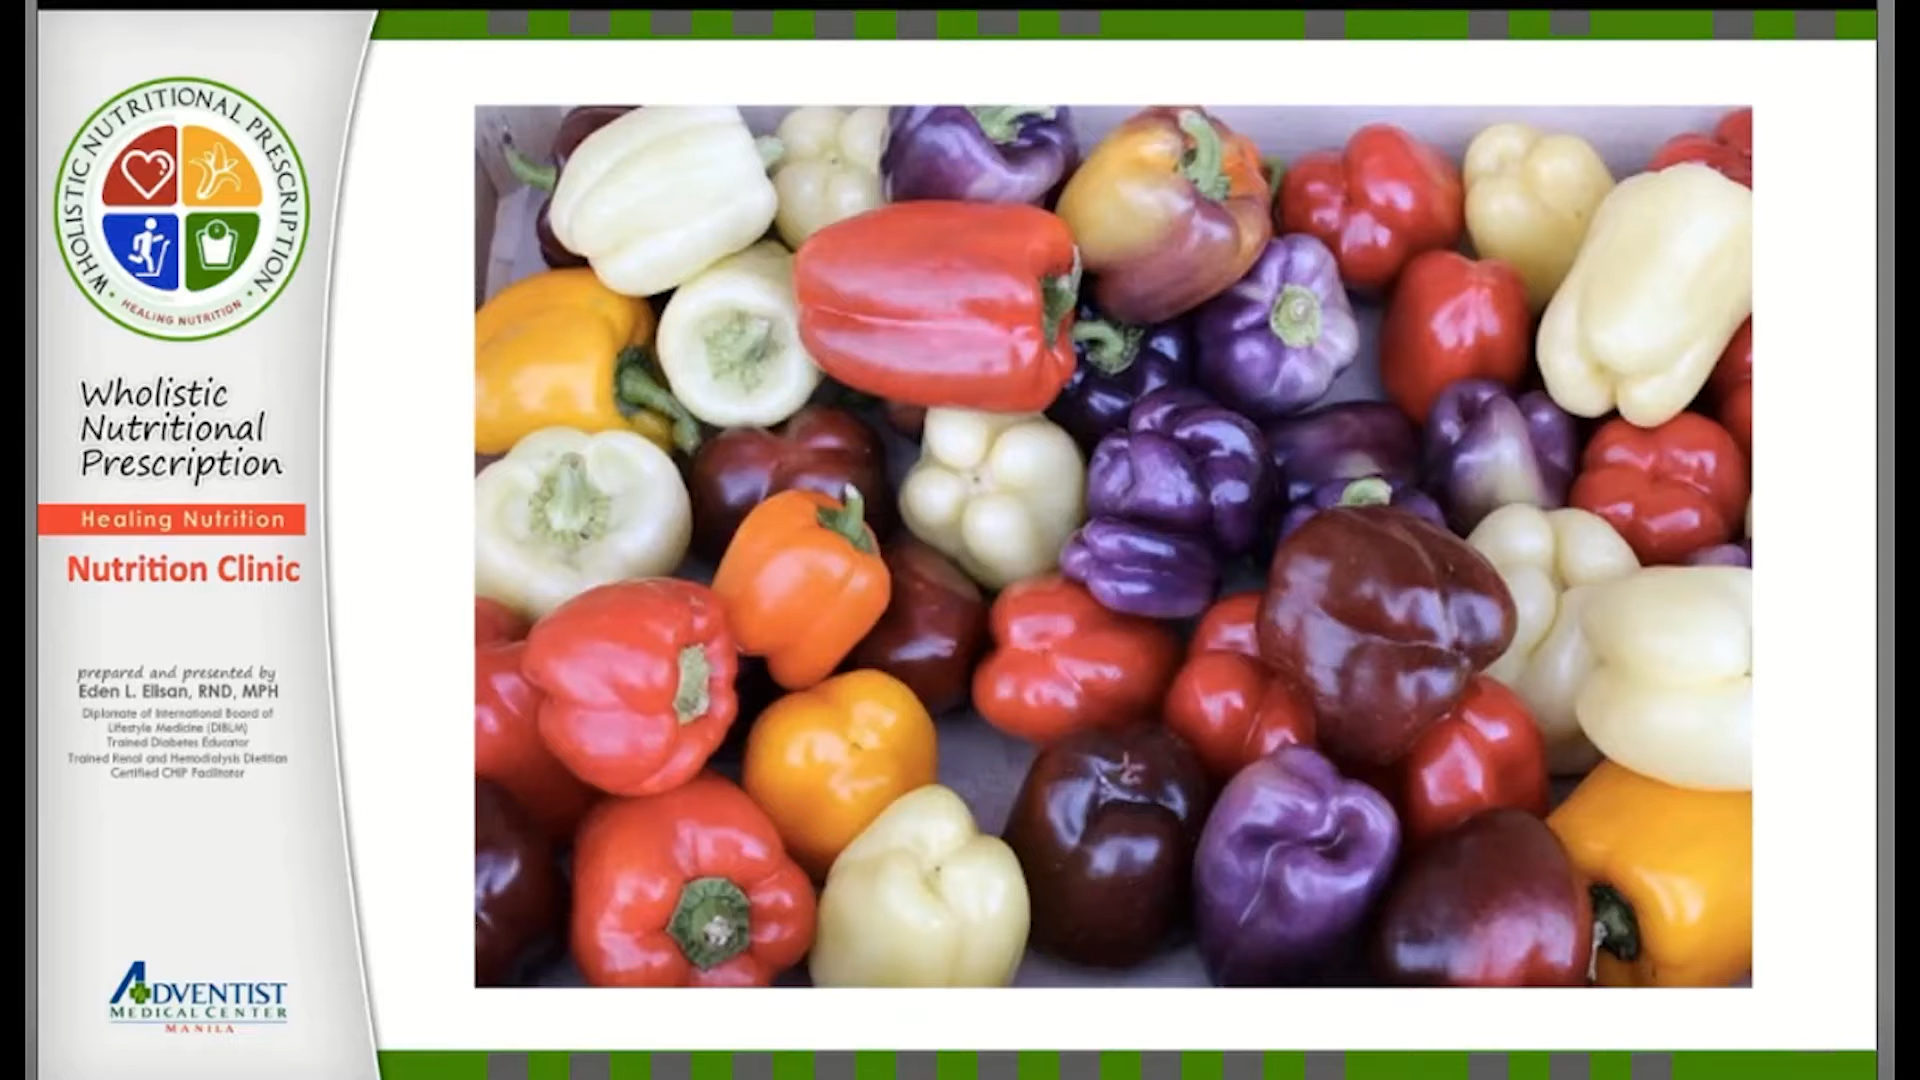 WHOLISTIC NUTRITIONAL PRESCRIPTION
• HEALING NUTRITION •
Wholistic
Nutritional
Prescription
Healing Nutrition
Nutrition Clinic
prepared and presented by
Eden L. Elisan, RND, MPH
Diplomate of International Board of
Lifestyle Medicine (DIBLM)
Trained Diabetes Educator
Trained Renal and Hemodialysis Dietitian
Certified CHIP Facilitator
ADVENTIST
MEDICAL CENTER
MANILA